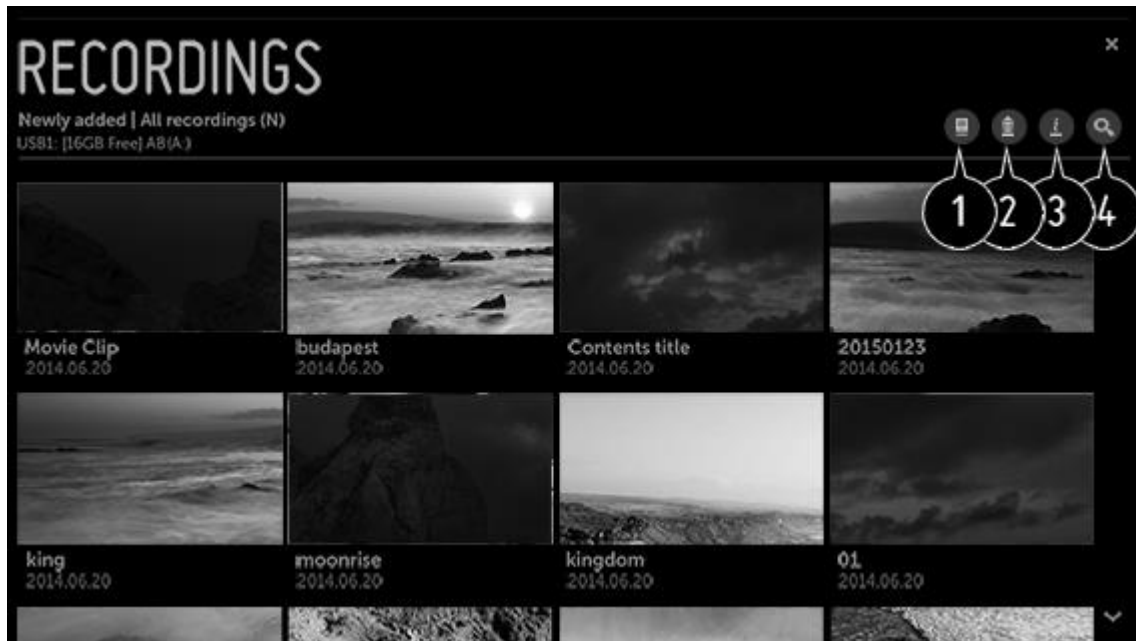 RECORDINGS
Newly added | All recordings (N)
USB1: [16GB Free] AB(A:)
1 2 3 4
Movie Clip budapest Contents title 20150123
2014.06.20 2014.06.20 2014.06.20 2014.06.20
king moonrise kingdom 01
2014.06.20 2014.06.20 2014.06.20 2014.06.20